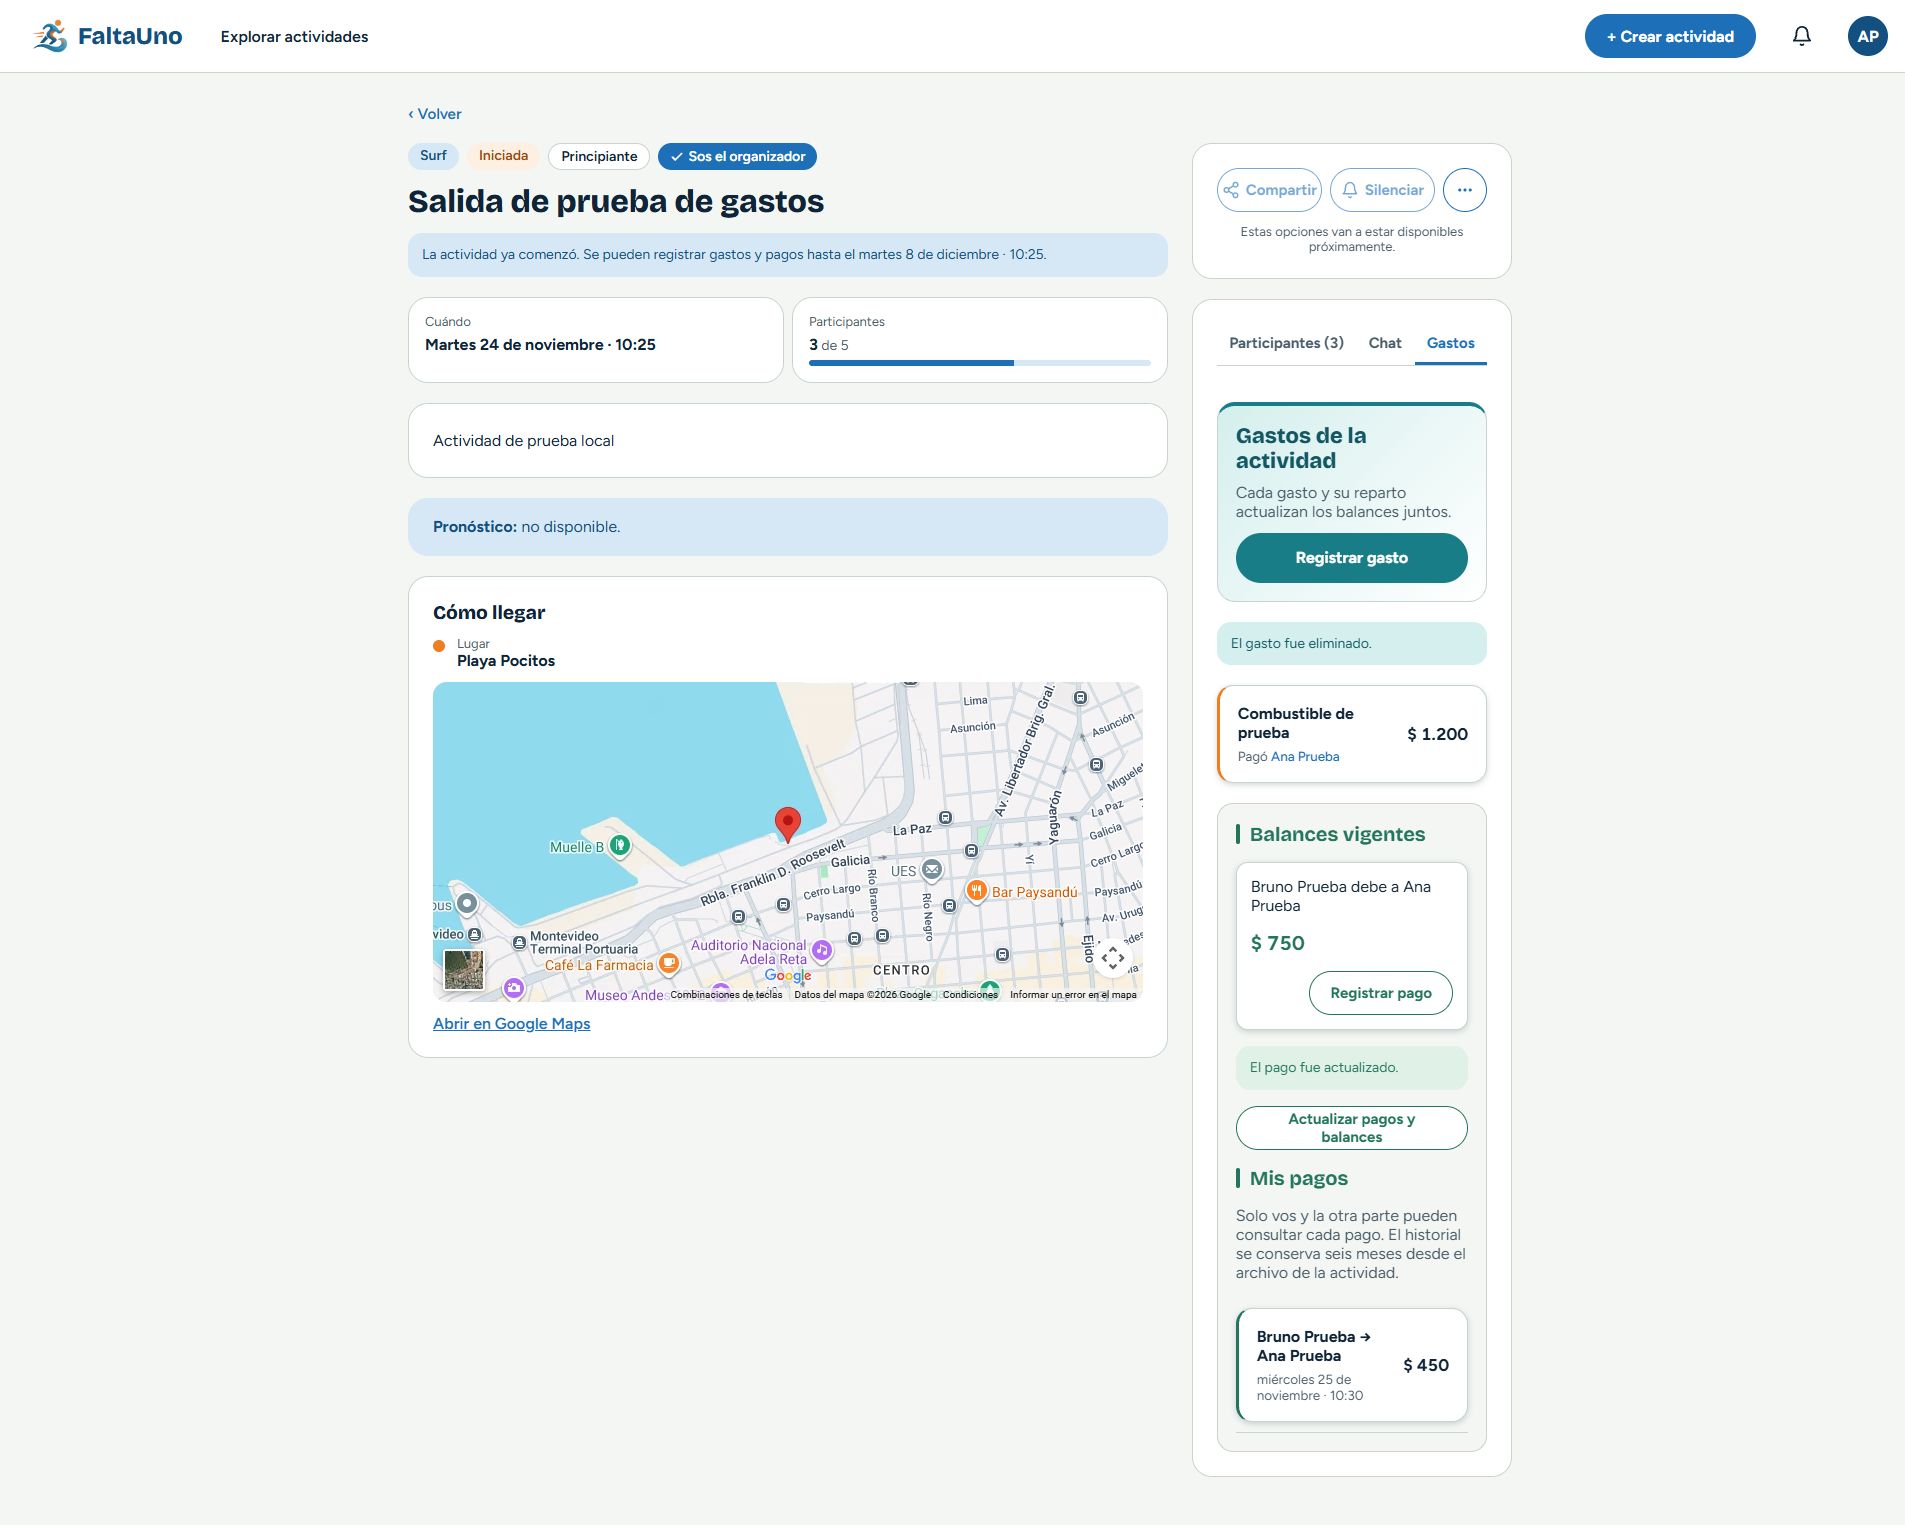 FaltaUno
Explorar actividades
+ Crear actividad
AP
‹ Volver
Surf
Iniciada
Principiante
✓ Sos el organizador
Salida de prueba de gastos
La actividad ya comenzó. Se pueden registrar gastos y pagos hasta el martes 8 de diciembre · 10:25.
Cuándo
Martes 24 de noviembre · 10:25
Participantes
3 de 5
Actividad de prueba local
Pronóstico: no disponible.
Cómo llegar
Lugar
Playa Pocitos
Lima
Asunción
Av. Libertador Brig. Gral.
Asunción
Miguelet
Yaguarón
La Paz
La Paz
Galicia
Muelle B
Rbla. Franklin D. Roosevelt
Galicia
UES
Yí
Cerro Largo
Cerro Largo
Río Branco
Río Negro
Bar Paysandú
Paysandú
Paysandú
Av. Urug
Ejido
Montevideo
Terminal Portuaria
Auditorio Nacional
Adela Reta
Café La Farmacia
CENTRO
Google
Museo Andes
Combinaciones de teclas
Datos del mapa ©2026 Google
Condiciones
Informar un error en el mapa
Abrir en Google Maps
Compartir
Silenciar
Estas opciones van a estar disponibles
próximamente.
Participantes (3)
Chat
Gastos
Gastos de la
actividad
Cada gasto y su reparto
actualizan los balances juntos.
Registrar gasto
El gasto fue eliminado.
Combustible de
prueba
$ 1.200
Pagó Ana Prueba
Balances vigentes
Bruno Prueba debe a Ana
Prueba
$ 750
Registrar pago
El pago fue actualizado.
Actualizar pagos y
balances
Mis pagos
Solo vos y la otra parte pueden
consultar cada pago. El historial
se conserva seis meses desde el
archivo de la actividad.
Bruno Prueba →
Ana Prueba
$ 450
miércoles 25 de
noviembre · 10:30